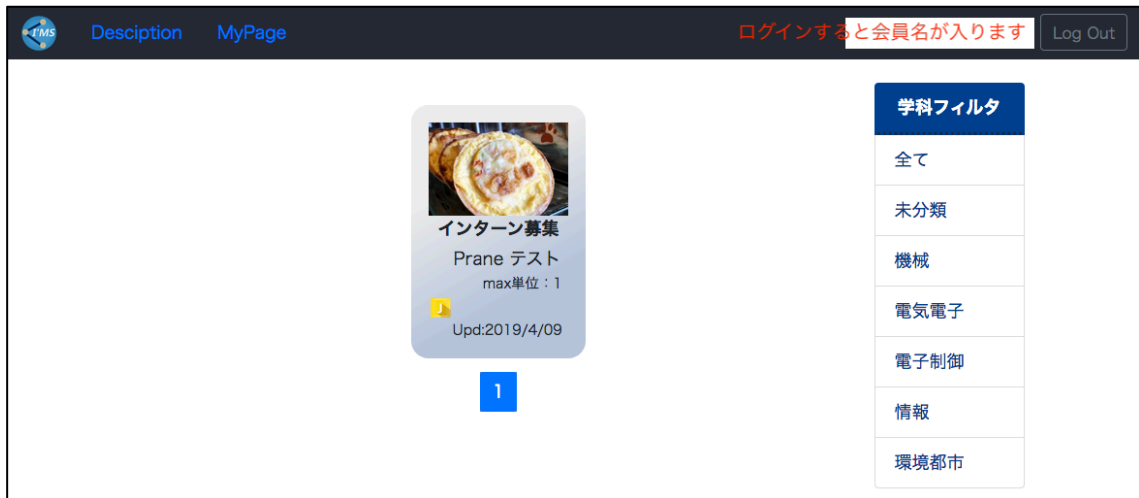 I'MS
Desciption
MyPage
ログインすると会員名が入ります
Log Out
インターン募集
Prane テスト
max単位：1
J
Upd:2019/4/09
1
学科フィルタ
全て
未分類
機械
電気電子
電子制御
情報
環境都市